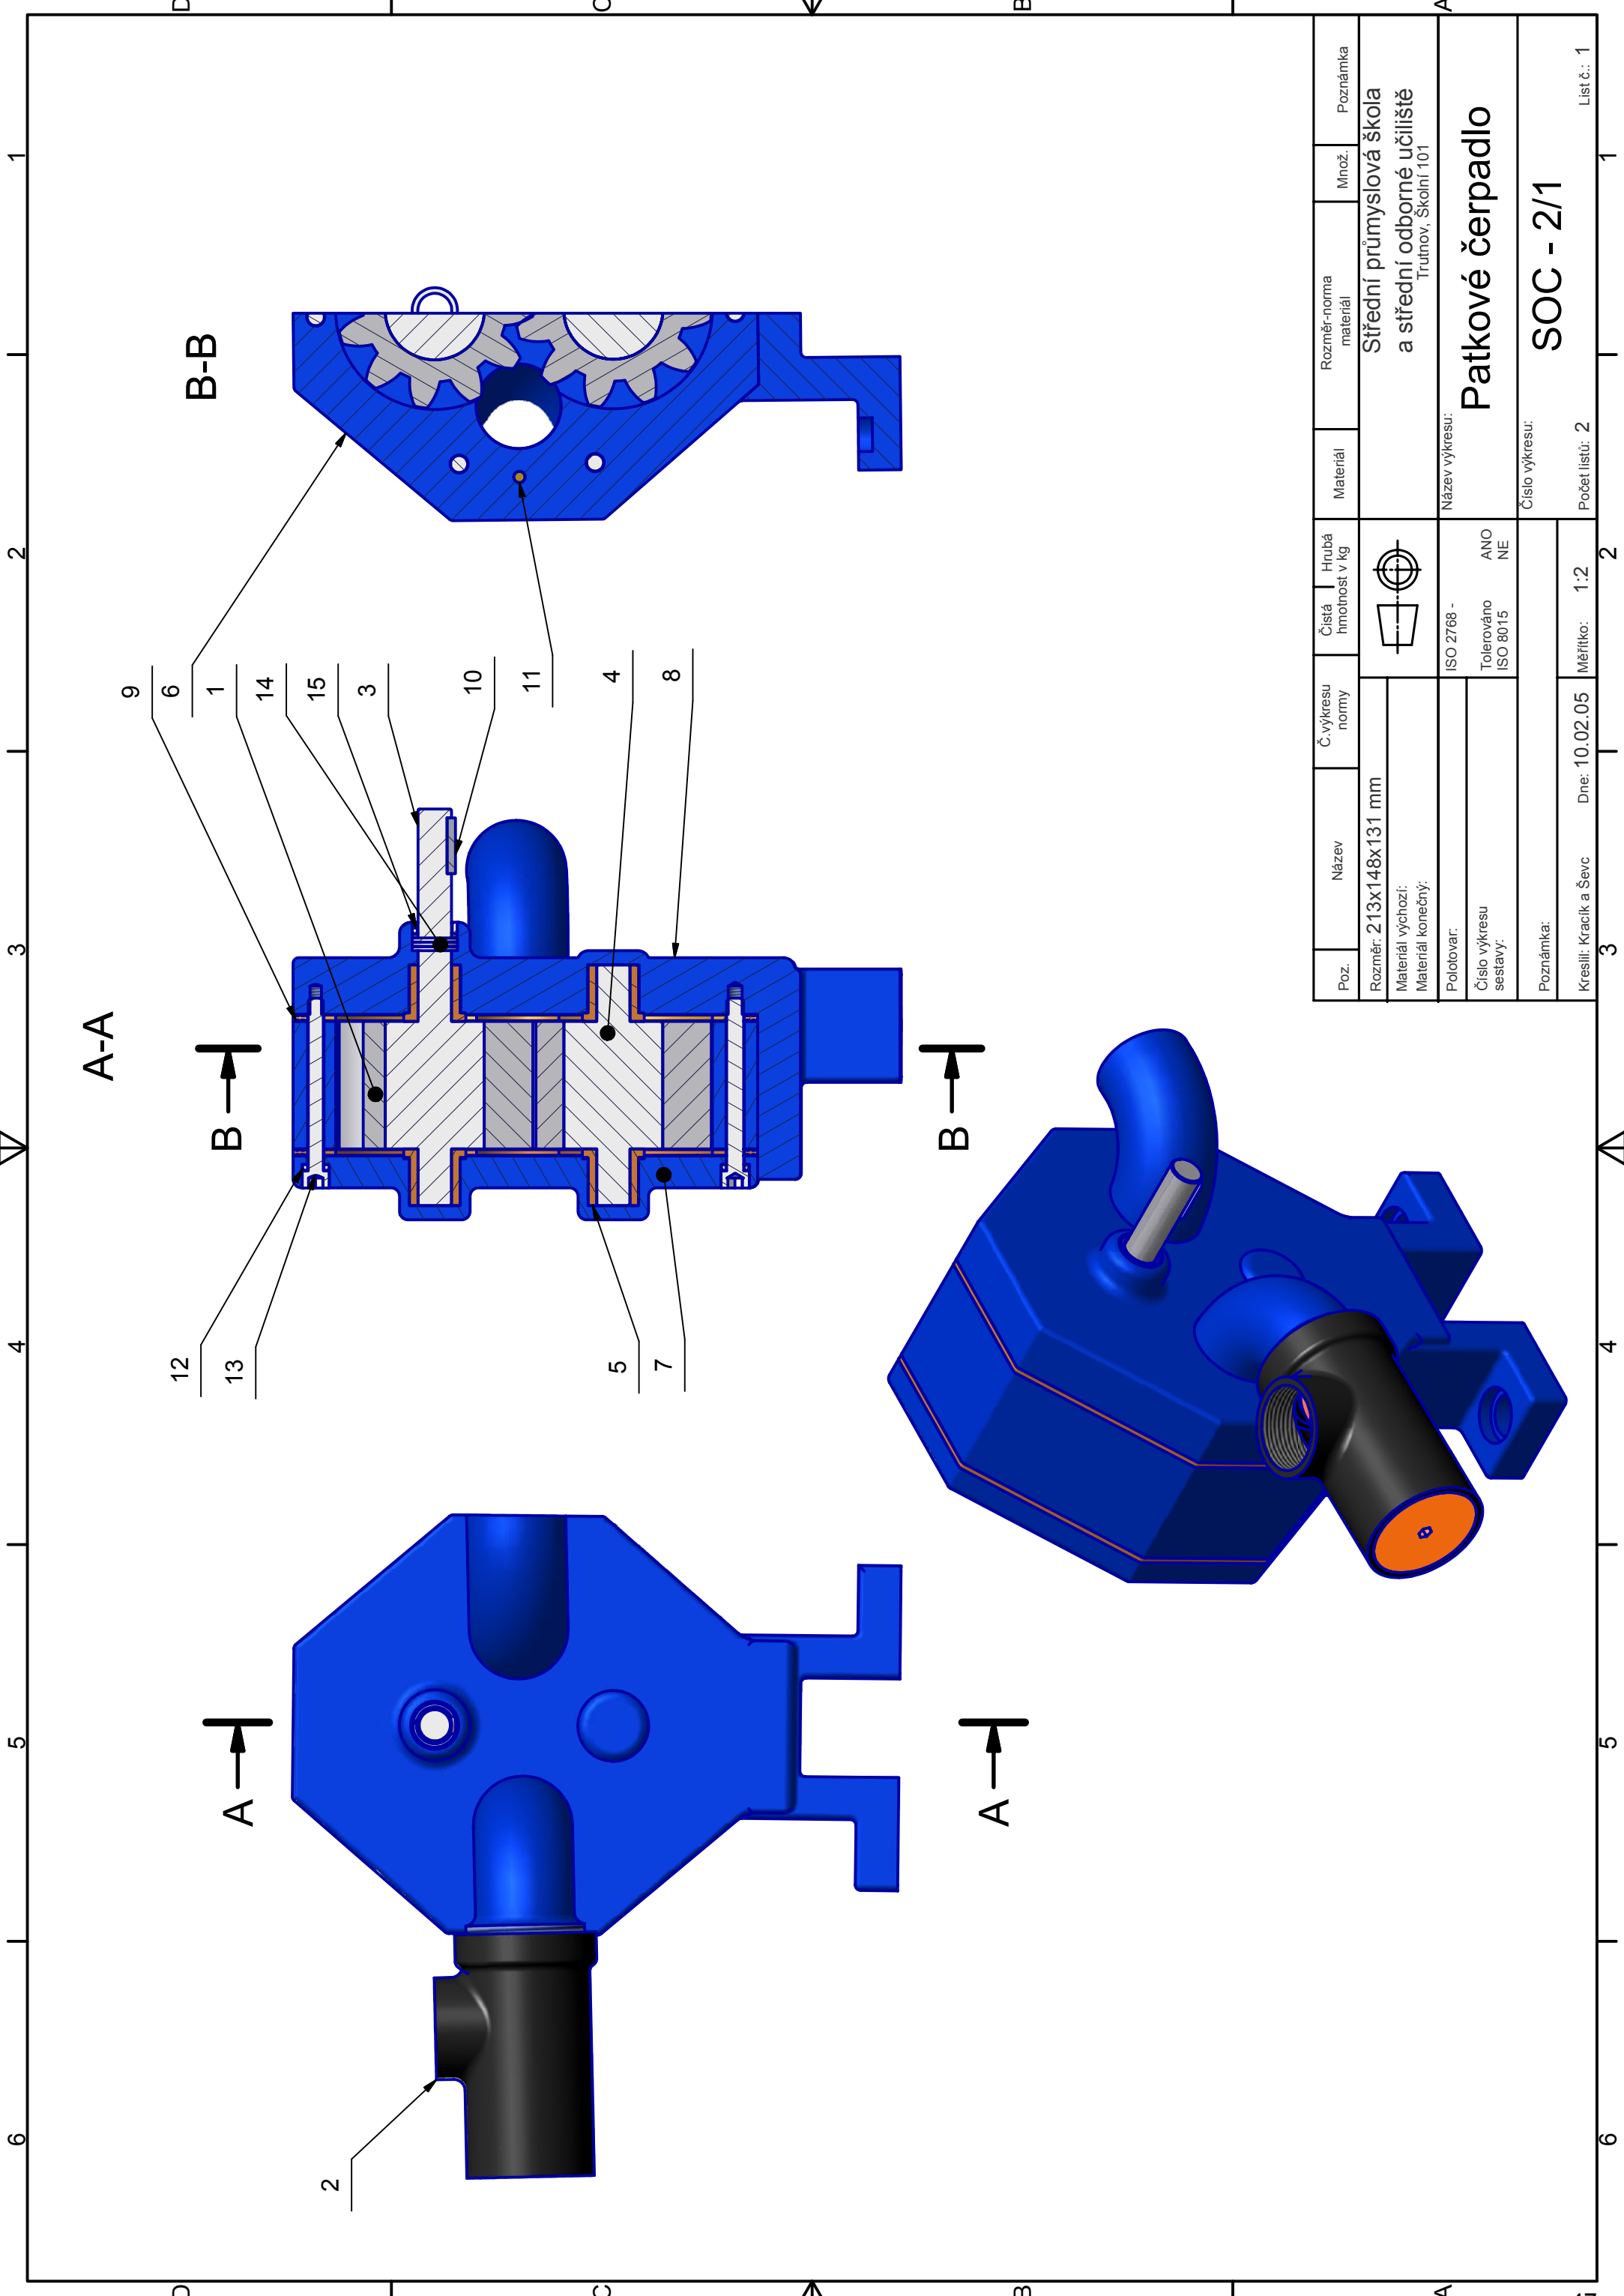 6
5
4
3
2
1
D
D
C
C
B
B
A
A
A-A
B-B
A
A
B
B
2
12
13
5
7
9
6
1
14
15
3
10
11
4
8
Poz.
Název
Č.výkresu
normy
Čistá
Hrubá
hmotnost v kg
Materiál
Rozměr-norma
materiál
Množ.
Poznámka
Rozměr: 213x148x131 mm
Materiál výchozí:
Materiál konečný:
Střední průmyslová škola
a střední odborné učiliště
Trutnov, Školní 101
Polotovar:
ISO 2768 -
Název výkresu:
Patkové čerpadlo
Číslo výkresu
sestavy:
Tolerováno ANO
ISO 8015 NE
Poznámka:
Číslo výkresu:
SOC - 2/1
Kreslili: Kracík a Ševc
Dne: 10.02.05
Měřítko: 1:2
Počet listů: 2
List č.: 1
6
5
4
3
2
1